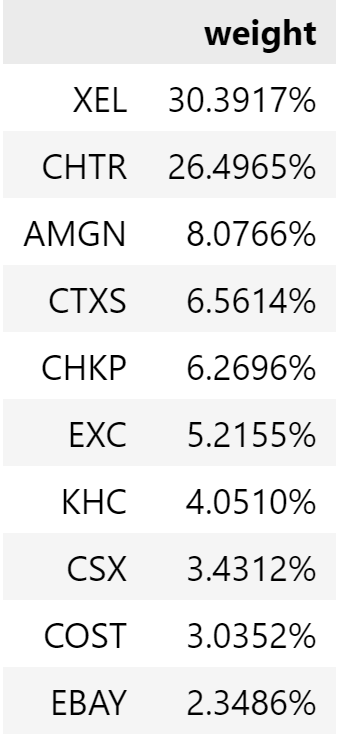 weight
XEL 30.3917%
CHTR 26.4965%
AMGN 8.0766%
CTXS 6.5614%
CHKP 6.2696%
EXC 5.2155%
KHC 4.0510%
CSX 3.4312%
COST 3.0352%
EBAY 2.3486%